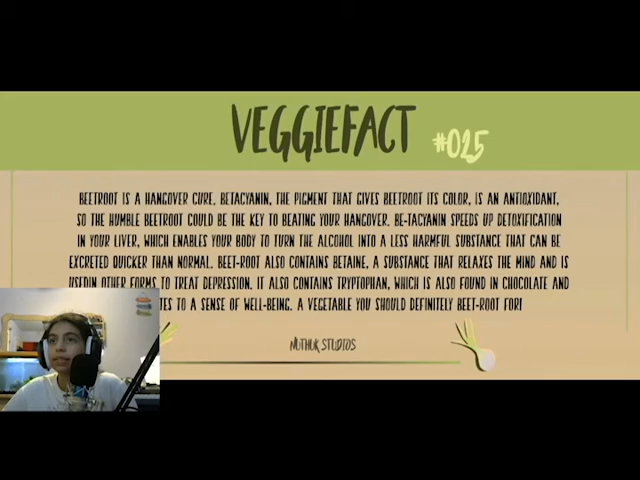 VEGGIEFACT #025
BEETROOT IS A HANGOVER CURE. BETACYANIN, THE PIGMENT THAT GIVES BEETROOT ITS COLOR, IS AN ANTIOXIDANT,
SO THE HUMBLE BEETROOT COULD BE THE KEY TO BEATING YOUR HANGOVER. BE-TACYANIN SPEEDS UP DETOXIFICATION
IN YOUR LIVER, WHICH ENABLES YOUR BODY TO TURN THE ALCOHOL INTO A LESS HARMFUL SUBSTANCE THAT CAN BE
EXCRETED QUICKER THAN NORMAL. BEET-ROOT ALSO CONTAINS BETAINE, A SUBSTANCE THAT RELAXES THE MIND AND IS
USEDIN OTHER FORMS TO TREAT DEPRESSION. IT ALSO CONTAINS TRYPTOPHAN, WHICH IS ALSO FOUND IN CHOCOLATE AND
TO A SENSE OF WELL-BEING. A VEGETABLE YOU SHOULD DEFINITELY BEET-ROOT FOR!
STUDIOS